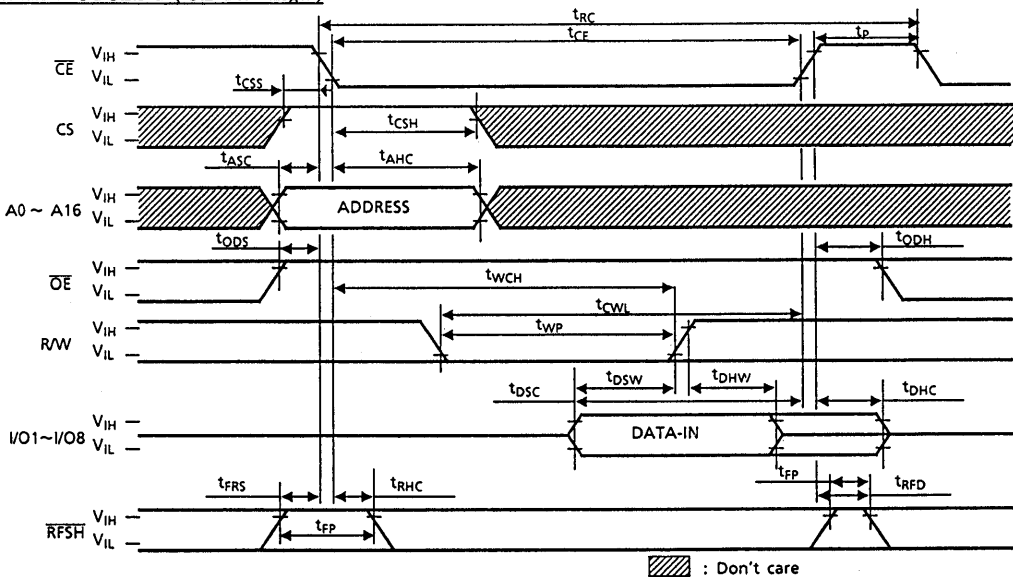 tRC
tCE
tP
CE
VIH
VIL
tCSS
CS
VIH
VIL
tCSH
tASC
tAHC
A0 ~ A16
VIH
VIL
ADDRESS
tODS
tODH
OE
VIH
VIL
tWCH
tCWL
R/W
VIH
VIL
tWP
tDSC
tDSW
tDHW
tDHC
I/O1~I/O8
VIH
VIL
DATA-IN
tFRS
tRHC
tFP
tRFD
RFSH
VIH
VIL
tFP
: Don't care